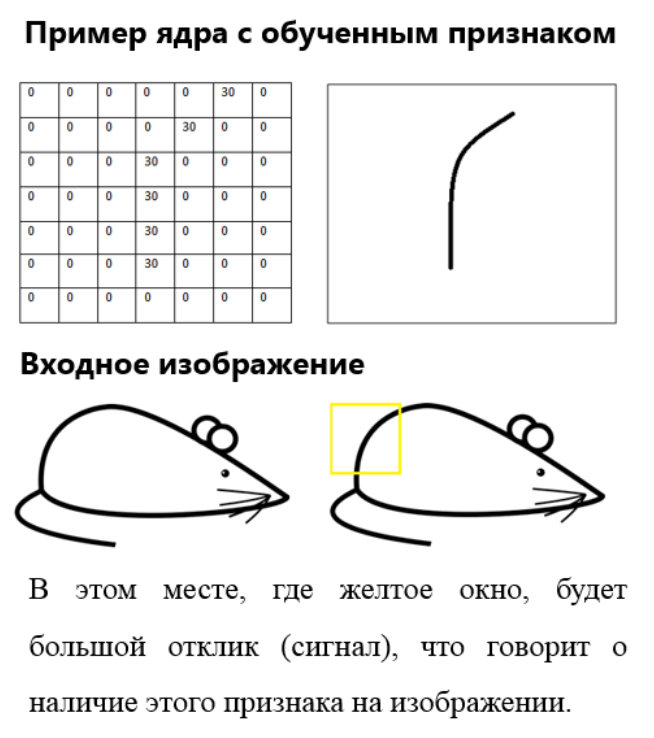 Пример ядра с обученным признаком
0 0 0 0 0 30 0
0 0 0 0 30 0 0
0 0 0 30 0 0 0
0 0 0 30 0 0 0
0 0 0 30 0 0 0
0 0 0 30 0 0 0
0 0 0 0 0 0 0
Входное изображение
В этом месте, где желтое окно, будет
большой отклик (сигнал), что говорит о
наличие этого признака на изображении.